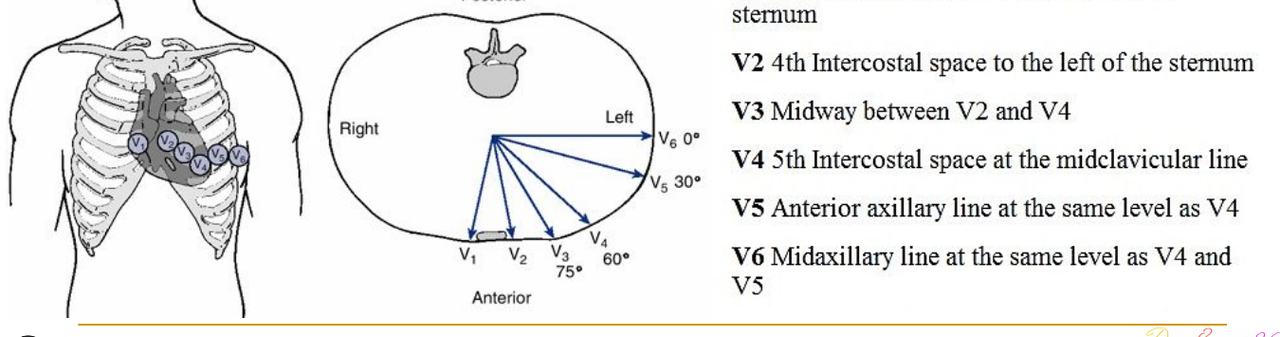 V1
V2
V3
V4
V5
V6
Right
Left
V6 0°
V5 30°
V4
60°
V3
75°
V2
V1
Anterior
sternum
V2 4th Intercostal space to the left of the sternum
V3 Midway between V2 and V4
V4 5th Intercostal space at the midclavicular line
V5 Anterior axillary line at the same level as V4
V6 Midaxillary line at the same level as V4 and
V5